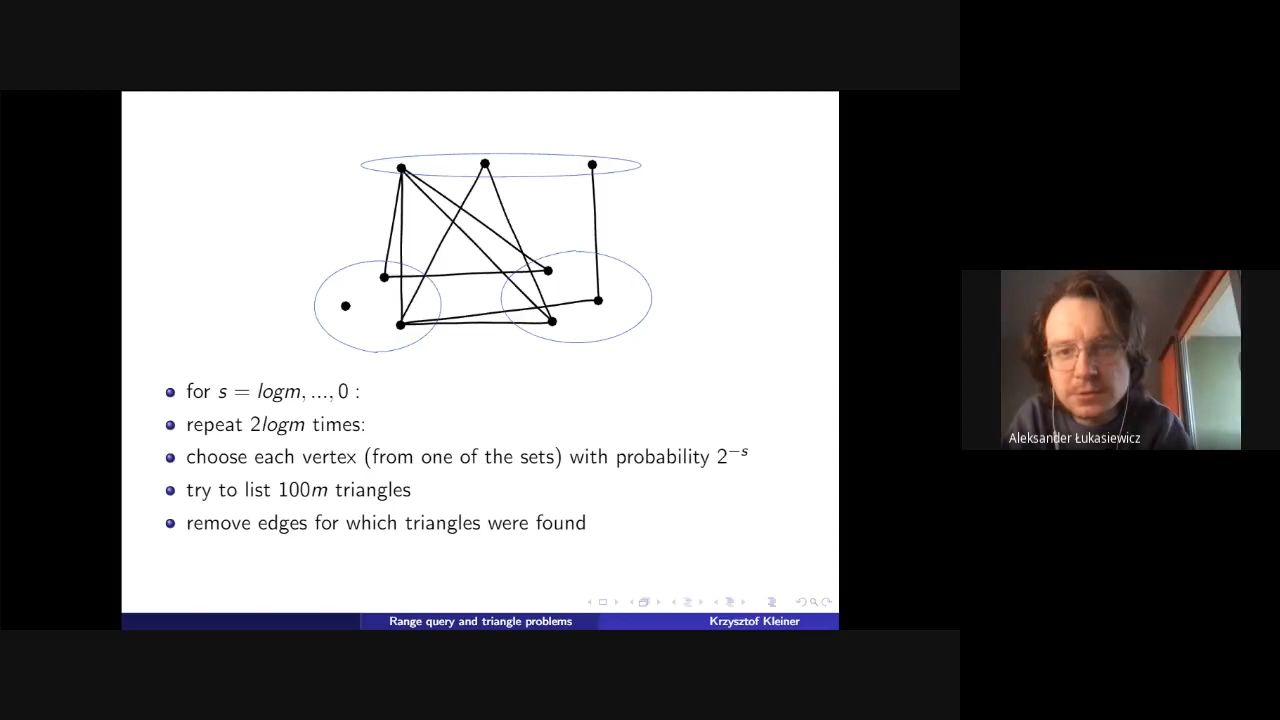 for s = logm, ..., 0 :
repeat 2logm times:
choose each vertex (from one of the sets) with probability 2⁻ˢ
try to list 100m triangles
remove edges for which triangles were found
Range query and triangle problems
Krzysztof Kleiner
Aleksander Łukasiewicz